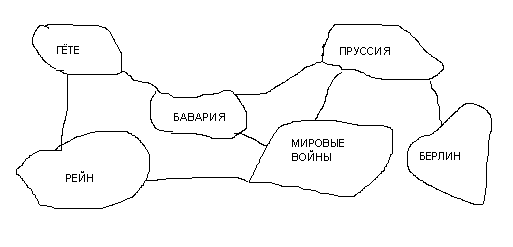 ГЁТЕ
ПРУССИЯ
БАВАРИЯ
МИРОВЫЕ
ВОЙНЫ
БЕРЛИН
РЕЙН